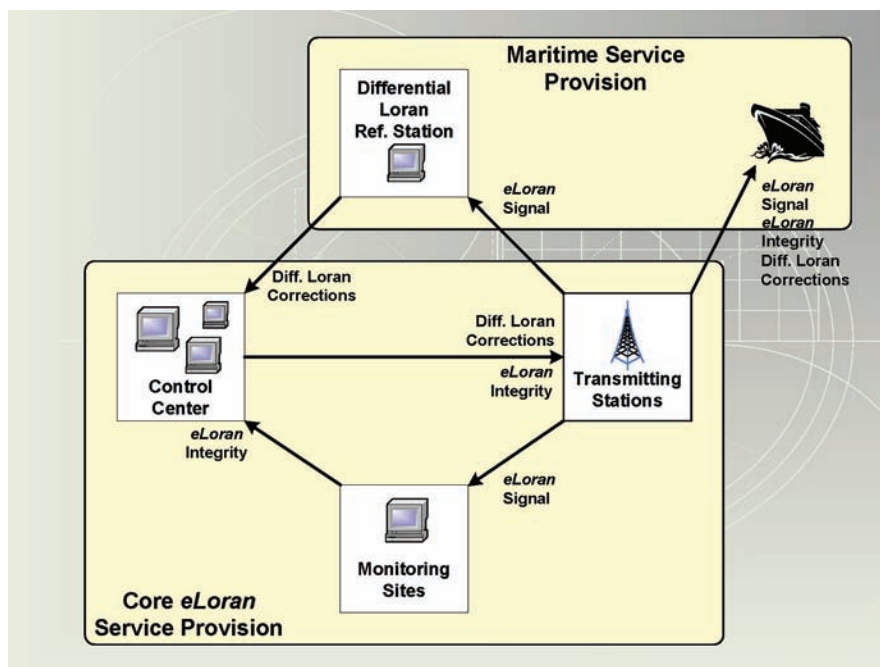 Maritime Service
Provision
Differential
Loran
Ref. Station
eLoran
Signal
eLoran
Signal
eLoran
Integrity
Diff. Loran
Corrections
Diff. Loran
Corrections
Control
Center
Diff. Loran
Corrections
eLoran
Integrity
Transmitting
Stations
eLoran
Integrity
eLoran
Signal
Monitoring
Sites
Core eLoran
Service Provision